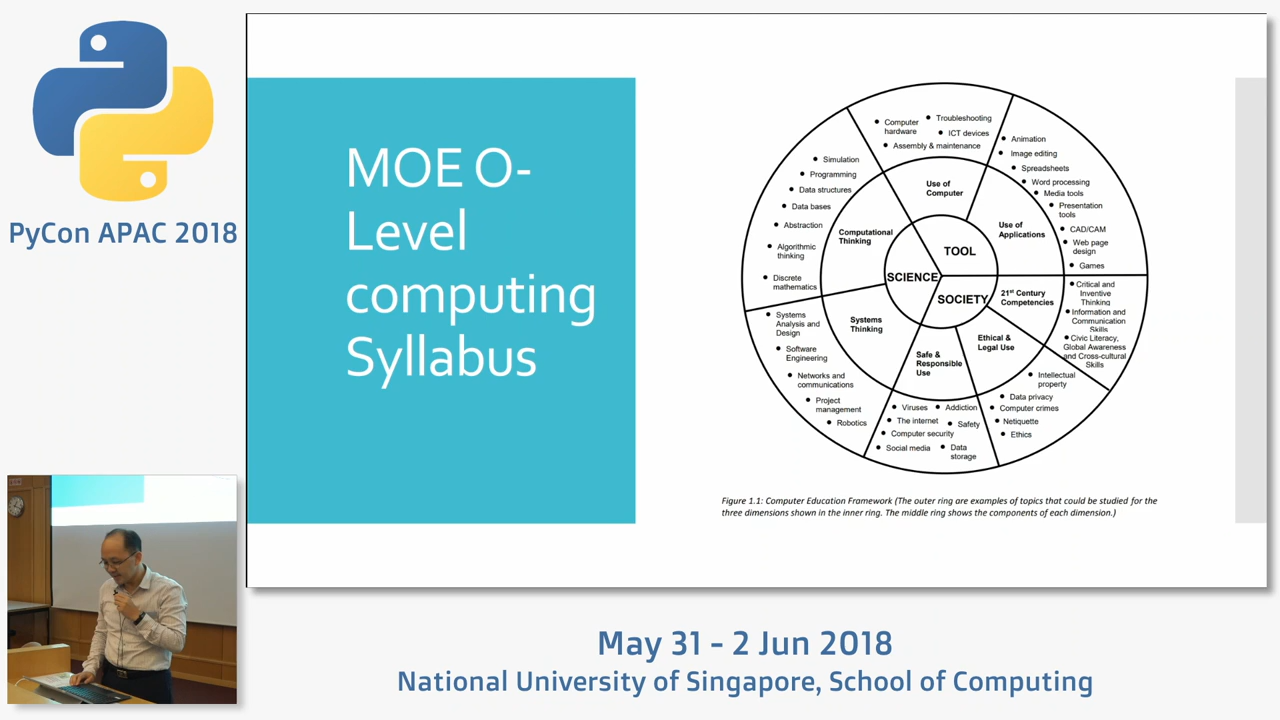 PyCon APAC 2018
MOE O-
Level
computing
Syllabus
Computer
hardware
Troubleshooting
ICT devices
Assembly & maintenance
Animation
Image editing
Spreadsheets
Word processing
Media tools
Presentation
tools
CAD/CAM
Web page
design
Games
Critical and
Inventive
Thinking
Information and
Communication
Skills
Civic Literacy,
Global Awareness
and Cross-cultural
Skills
Intellectual
property
Data privacy
Computer crimes
Netiquette
Ethics
Viruses
Addiction
The internet
Safety
Computer security
Social media
Data
storage
Systems
Analysis and
Design
Software
Engineering
Networks and
communications
Project
management
Robotics
Simulation
Programming
Data structures
Data bases
Abstraction
Algorithmic
thinking
Discrete
mathematics
Use of
Computer
Use of
Applications
21st Century
Competencies
Ethical &
Legal Use
Safe &
Responsible
Use
Systems
Thinking
Computational
Thinking
TOOL
SCIENCE
SOCIETY
Figure 1.1: Computer Education Framework (The outer ring are examples of topics that could be studied for the
three dimensions shown in the inner ring. The middle ring shows the components of each dimension.)
May 31 - 2 Jun 2018
National University of Singapore, School of Computing